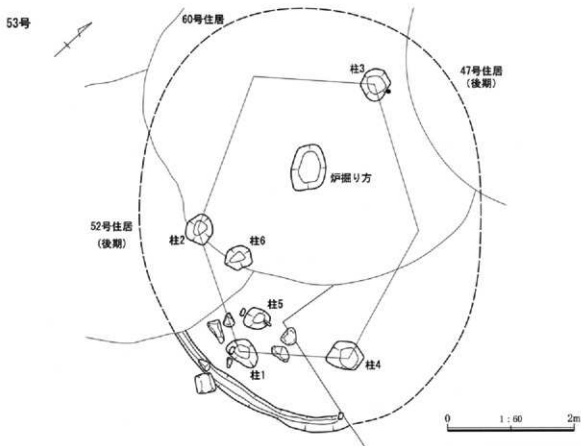 53号
60号住居
柱3
47号住居
(後期)
炉掘り方
52号住居
(後期)
柱2
柱6
柱5
柱1
柱4
0 1:60 2m